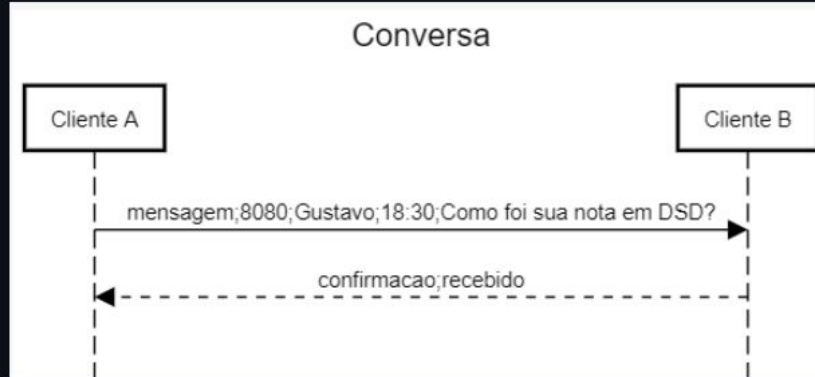 Conversa
Cliente A
Cliente B
mensagem;8080;Gustavo;18:30;Como foi sua nota em DSD?
confirmacao;recebido